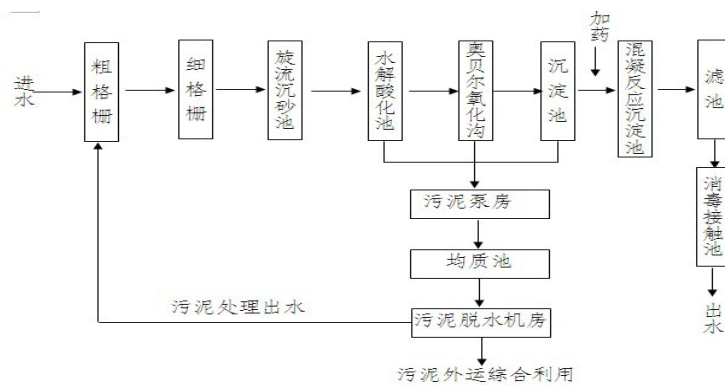 进水
粗格栅
细格栅
旋流沉砂池
水解酸化池
奥贝尔氧化沟
沉淀池
加药
混凝反应沉淀池
滤池
消毒接触池
出水
污泥泵房
均质池
污泥脱水机房
污泥处理出水
污泥外运综合利用